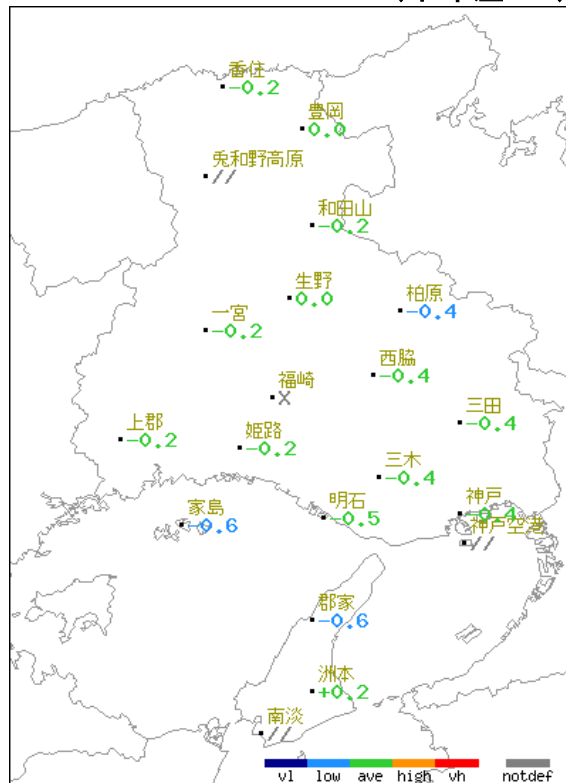 香住
-0.2
豊岡
0.0
兎和野高原
//
和田山
-0.2
生野
0.0
柏原
-0.4
一宮
-0.2
西脇
-0.4
福崎
×
三田
-0.4
上郡
-0.2
姫路
-0.2
三木
-0.4
家島
-0.6
明石
-0.5
神戸
-0.4
神戸空港
//
郡家
-0.6
洲本
+0.2
南淡
//
vl low ave high vh notdef